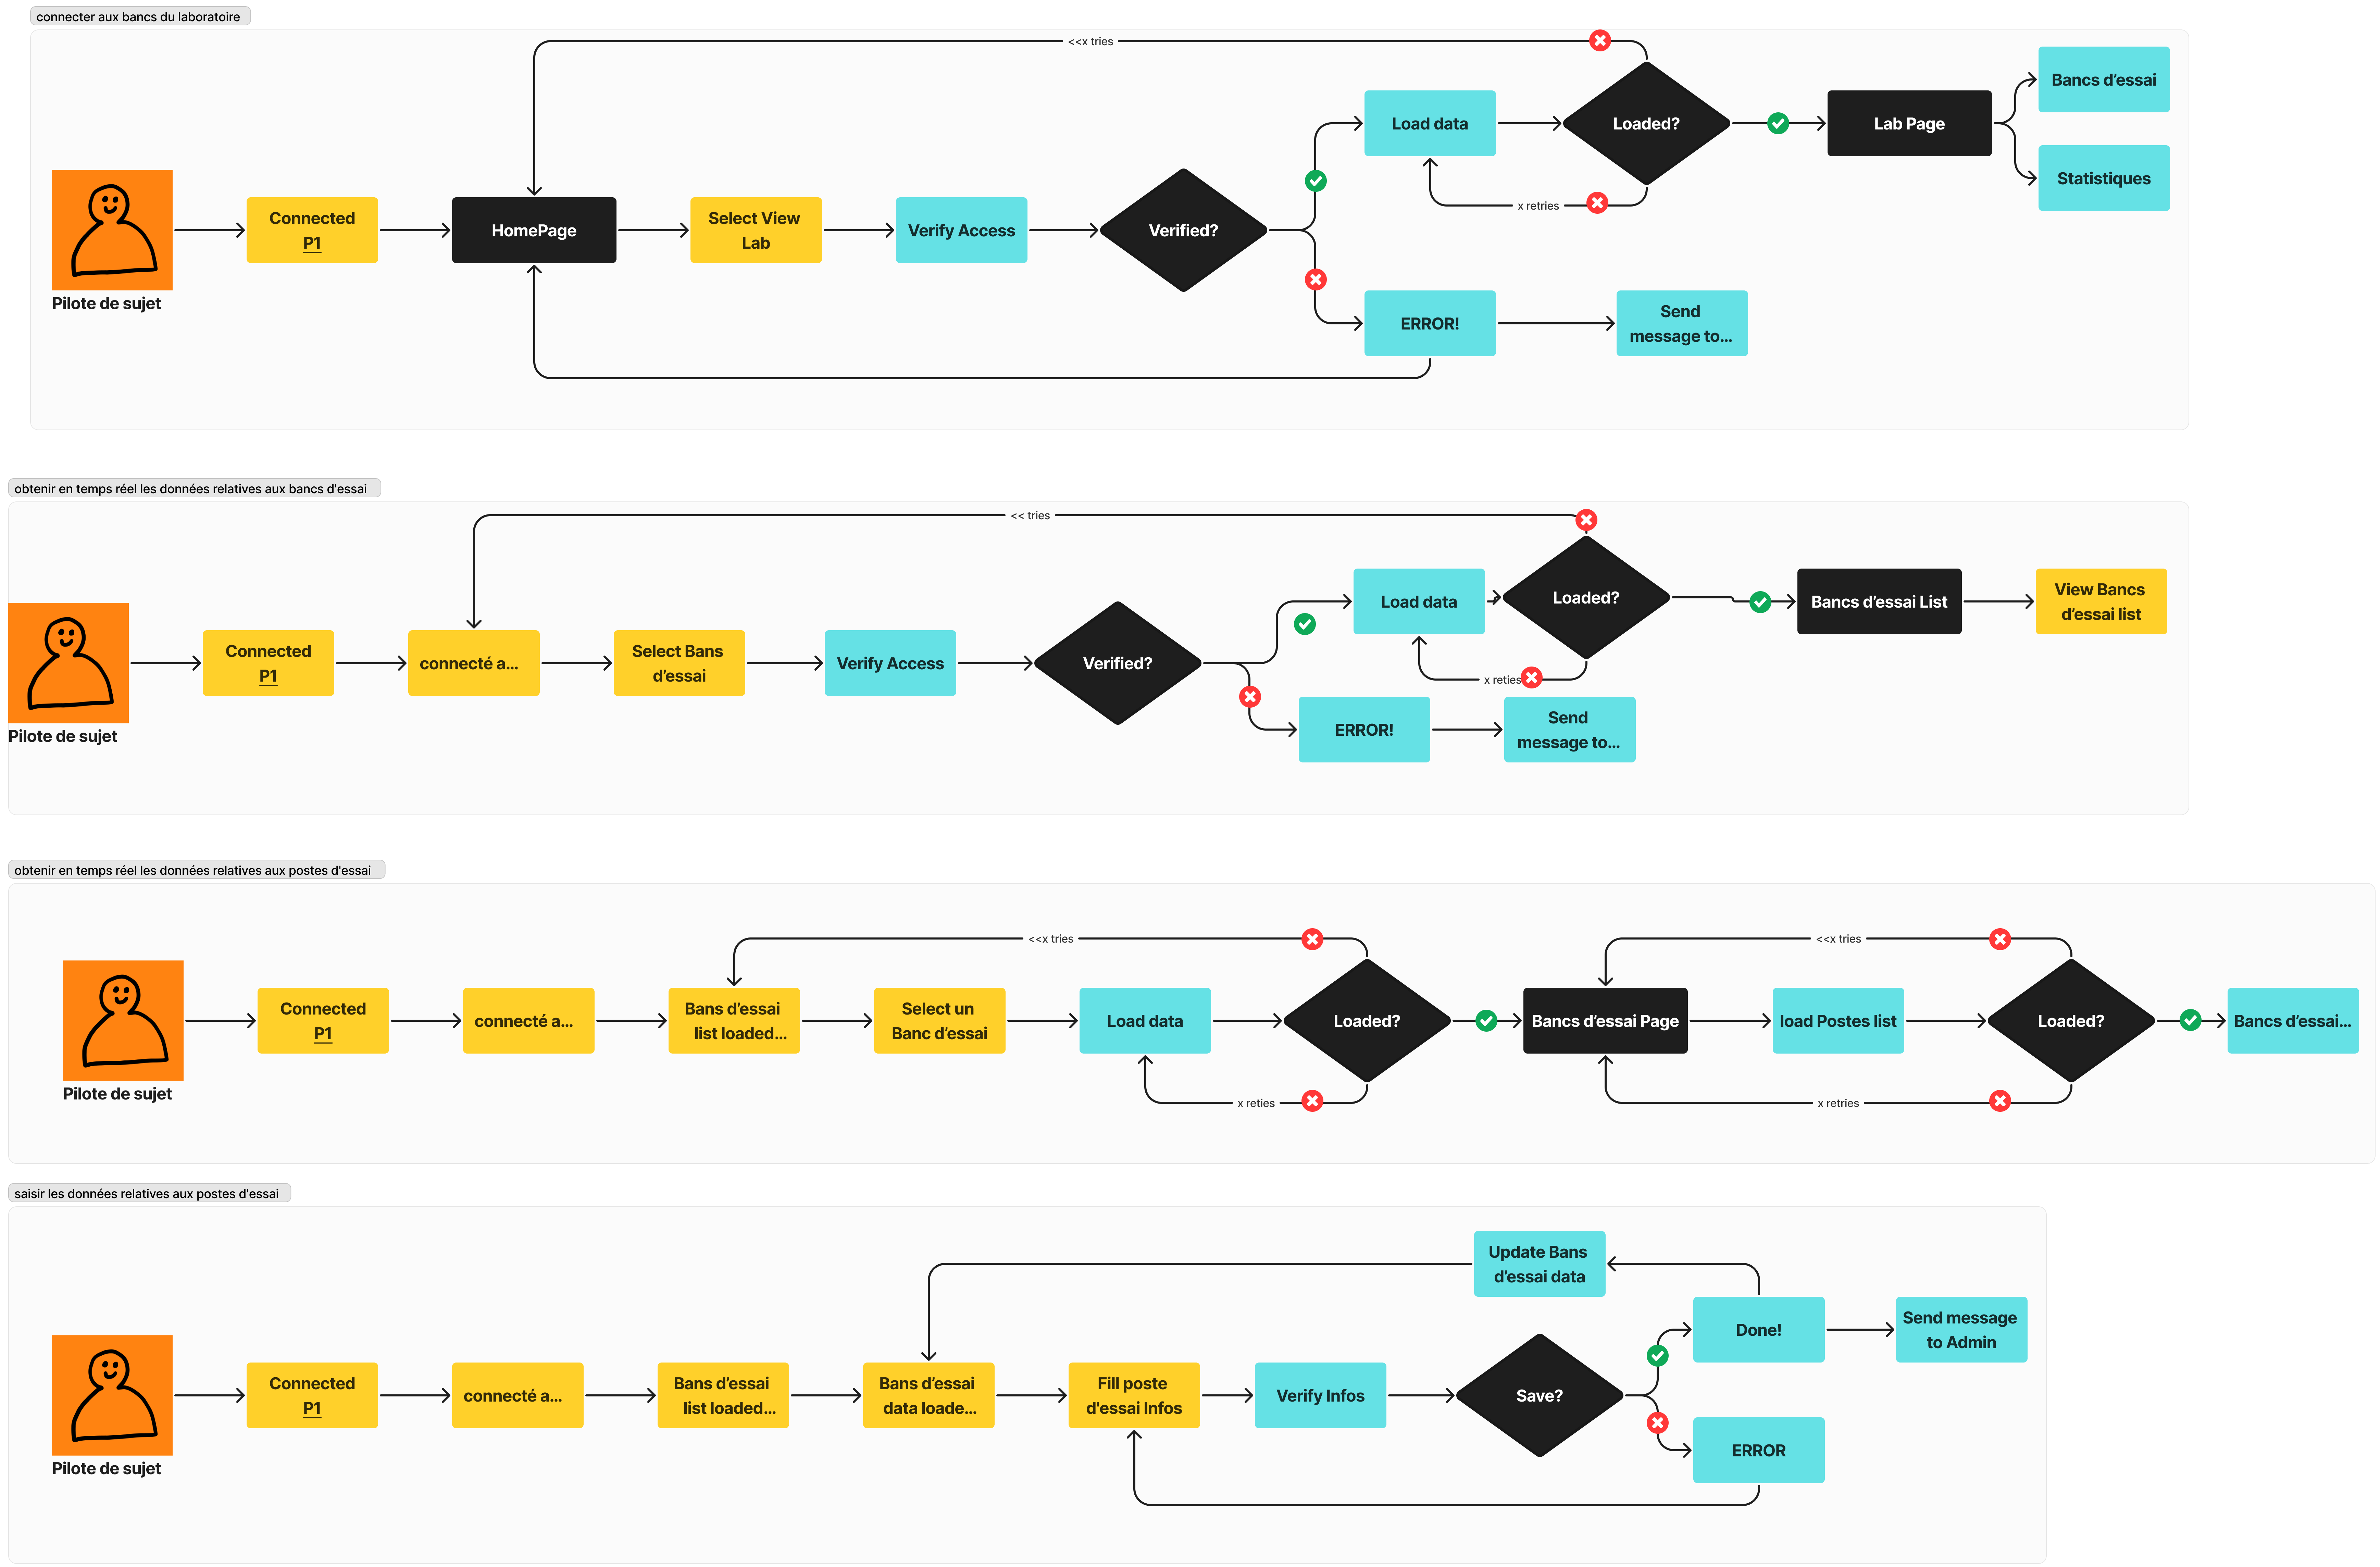 connecter aux bancs du laboratoire
<<x tries
Bancs d’essai
Load data
Loaded?
Lab Page
Statistiques
x retries
Connected
P1
HomePage
Select View
Lab
Verify Access
Verified?
Pilote de sujet
ERROR!
Send
message to...
obtenir en temps réel les données relatives aux bancs d'essai
<< tries
Load data
Loaded?
Bancs d’essai List
View Bancs
d’essai list
Connected
P1
connecté a...
Select Bans
d’essai
Verify Access
Verified?
x reties
Pilote de sujet
ERROR!
Send
message to...
obtenir en temps réel les données relatives aux postes d'essai
<<x tries
<<x tries
Connected
P1
connecté a...
Bans d’essai
list loaded...
Select un
Banc d’essai
Load data
Loaded?
Bancs d’essai Page
load Postes list
Loaded?
Bancs d’essai...
Pilote de sujet
x reties
x retries
saisir les données relatives aux postes d'essai
Update Bans
d’essai data
Done!
Send message
to Admin
Connected
P1
connecté a...
Bans d’essai
list loaded...
Bans d’essai
data loade...
Fill poste
d'essai Infos
Verify Infos
Save?
ERROR
Pilote de sujet